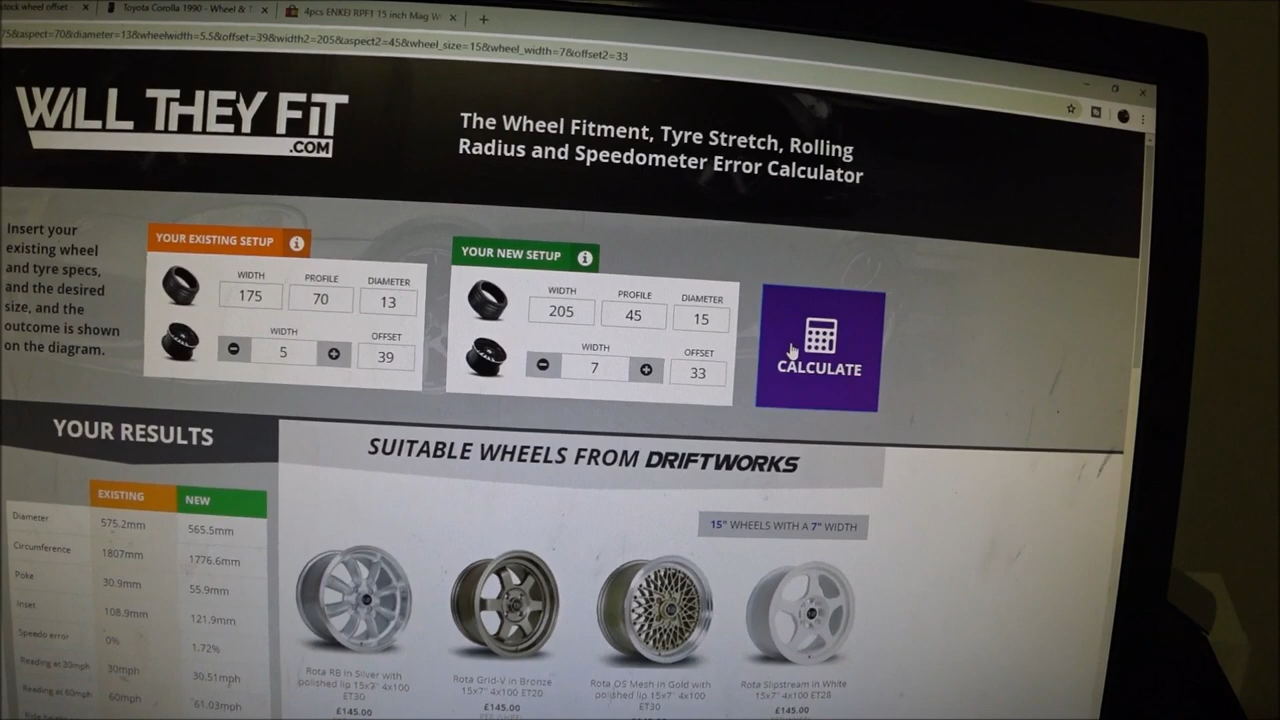 stock wheel offset
Toyota Corolla 1990 - Wheel & T
4pcs ENKEI RPF1 15 inch Mag W
75&aspect=70&diameter=13&wheelwidth=5.5&offset=39&width2=205&aspect2=45&wheel_size=15&wheel_width=7&offset2=33
WILL THEY FIT
.COM
The Wheel Fitment, Tyre Stretch, Rolling
Radius and Speedometer Error Calculator
Insert your
existing wheel
and tyre specs,
and the desired
size, and the
outcome is shown
on the diagram.
YOUR EXISTING SETUP
WIDTH PROFILE DIAMETER
175 70 13
WIDTH OFFSET
5 39
YOUR NEW SETUP
WIDTH PROFILE DIAMETER
205 45 15
WIDTH OFFSET
7 33
CALCULATE
YOUR RESULTS
EXISTING NEW
Diameter 575.2mm 565.5mm
Circumference 1807mm 1776.6mm
Poke 30.9mm 55.9mm
Inset 108.9mm 121.9mm
Speedo error 0% 1.72%
Reading at 30mph 30mph 30.51mph
Reading at 60mph 60mph 61.03mph
SUITABLE WHEELS FROM DRIFTWORKS
15" WHEELS WITH A 7" WIDTH
Rota RB in Silver with
polished lip 15x7" 4x100
ET30
£145.00
Rota Grid-V in Bronze
15x7" 4x100 ET20
£145.00
Rota OS Mesh in Gold with
polished lip 15x7" 4x100
ET30
£145.00
Rota Slipstream in White
15x7" 4x100 ET28
£145.00